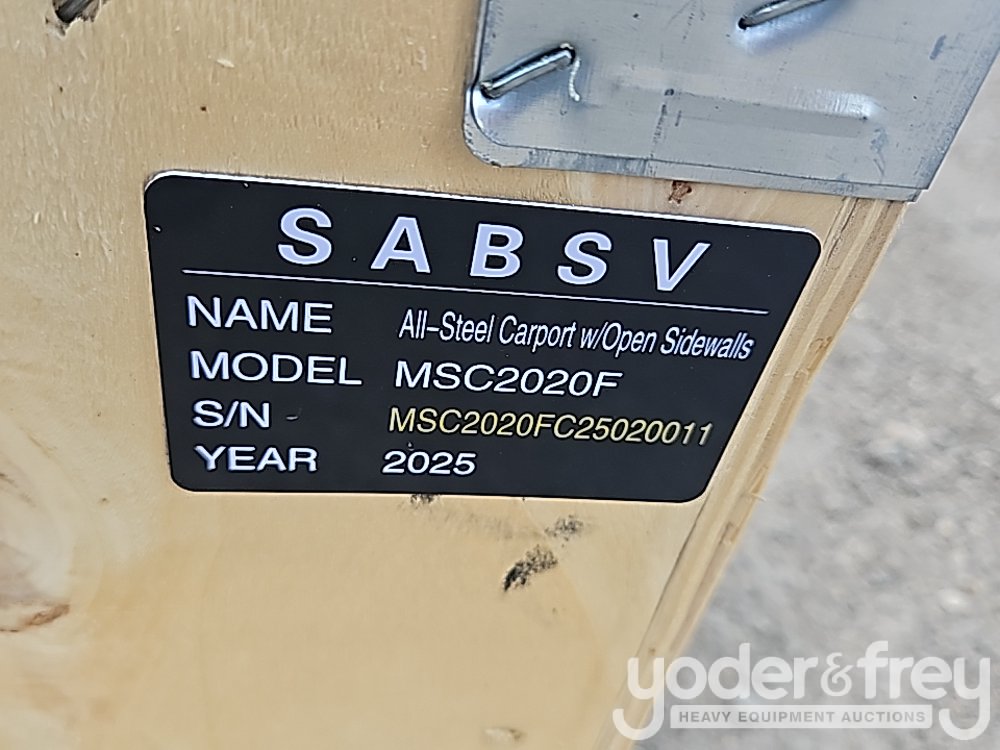 SABSV
NAME All-Steel Carport w/Open Sidewalls
MODEL MSC2020F
S/N MSC2020FC25020011
YEAR 2025
yoder&frey
HEAVY EQUIPMENT AUCTIONS